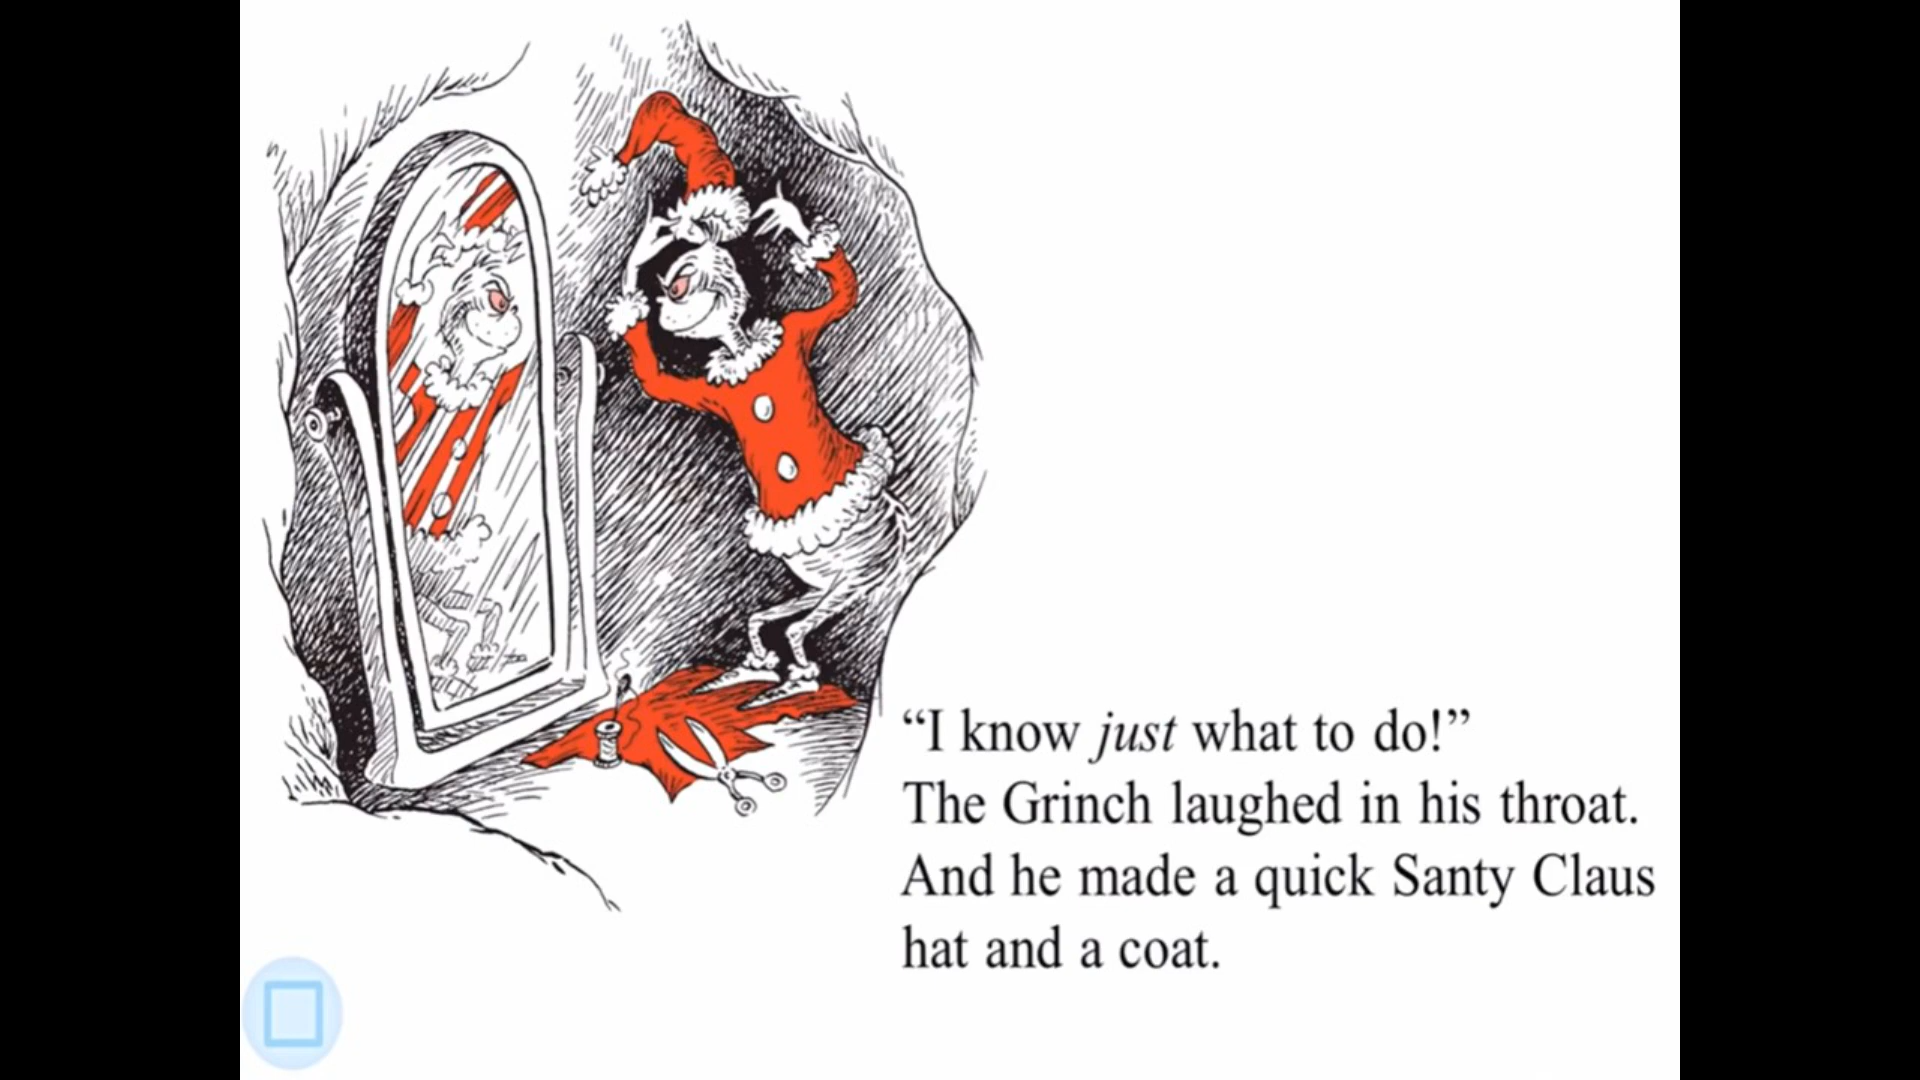 “I know just what to do!”
The Grinch laughed in his throat.
And he made a quick Santy Claus
hat and a coat.